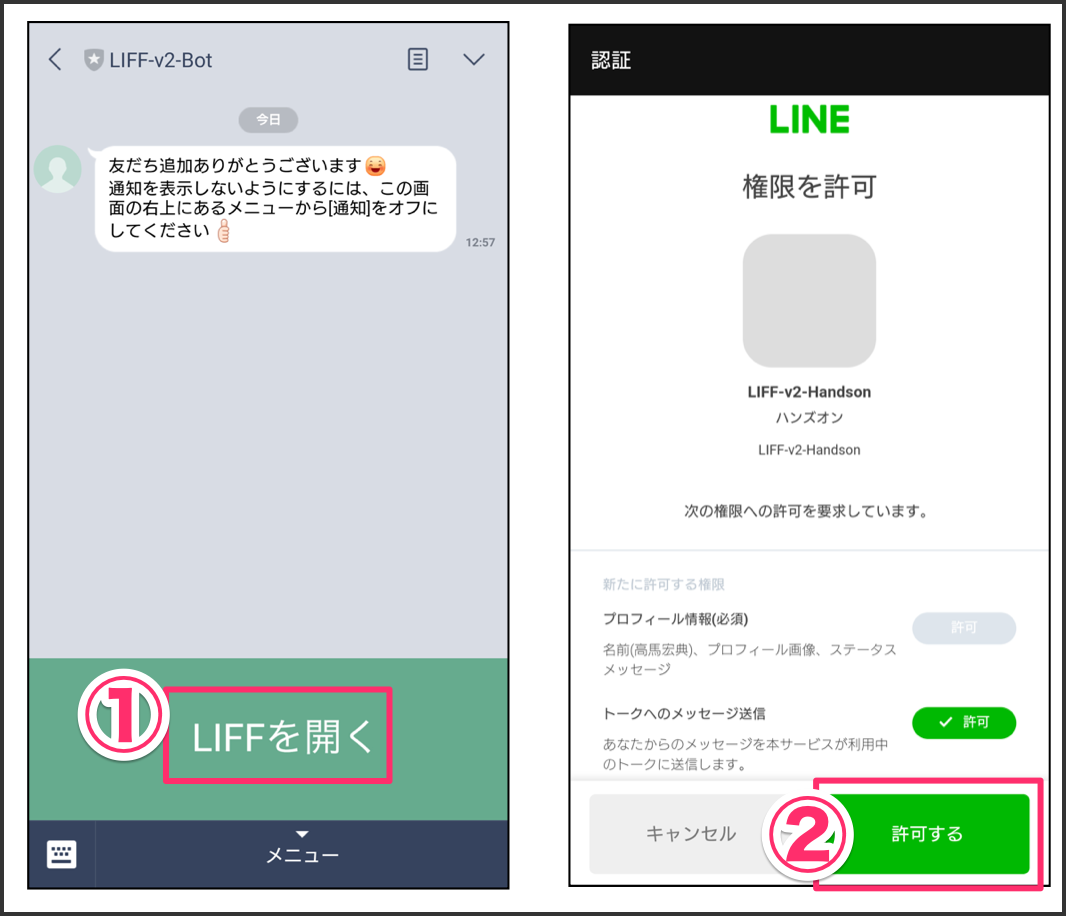 LIFF-v2-Bot
今日
友だち追加ありがとうございます
通知を表示しないようにするには、この画
面の右上にあるメニューから[通知]をオフに
してください
12:57
①
LIFFを開く
メニュー
認証
LINE
権限を許可
LIFF-v2-Handson
ハンズオン
LIFF-v2-Handson
次の権限への許可を要求しています。
新たに許可する権限
プロフィール情報(必須)
許可
名前(高馬宏典)、プロフィール画像、ステータス
メッセージ
トークへのメッセージ送信
許可
あなたからのメッセージを本サービスが利用中
のトークに送信します。
キャンセル
②
許可する